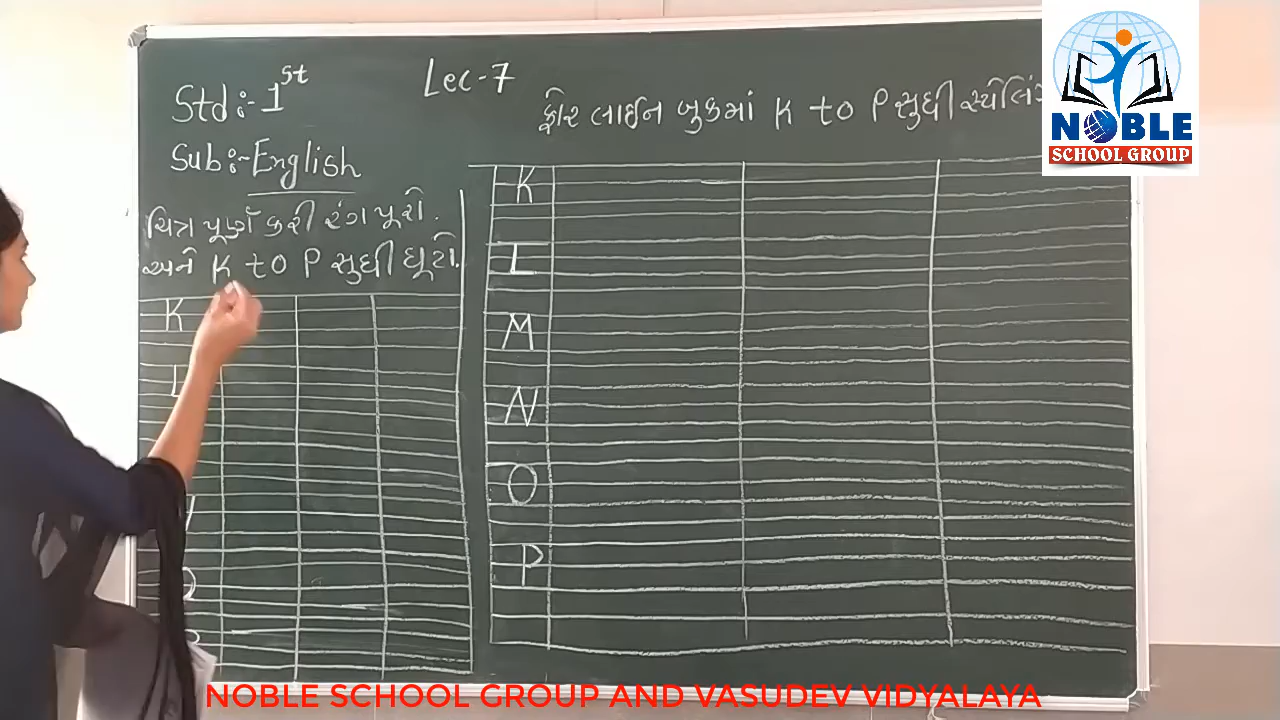 Std:- 1st
Lec-7
Sub:- English
ચિત્ર પૂર્ણ કરી રંગ પૂરો.
અને K to P સુધી ઘૂંટો.
K
L
ફોર લાઈન બુકમાં K to P સુધી
K
L
M
N
O
P
NOBLE
SCHOOL GROUP
NOBLE SCHOOL GROUP AND VASUDEV VIDYALAYA